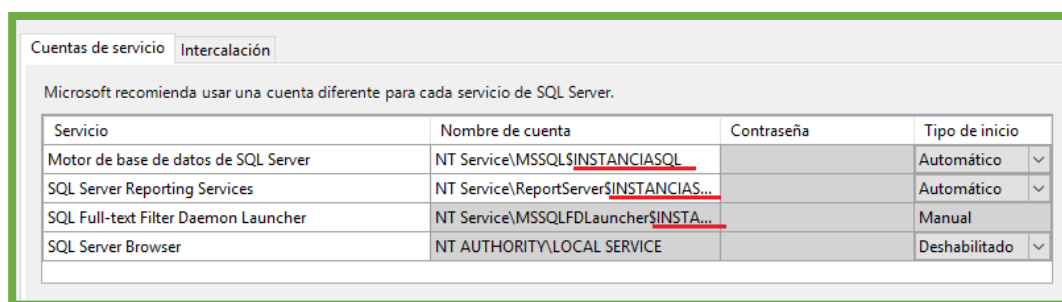 Cuentas de servicio Intercalación
Microsoft recomienda usar una cuenta diferente para cada servicio de SQL Server.
Servicio Nombre de cuenta Contraseña Tipo de inicio
Motor de base de datos de SQL Server NT Service\MSSQL$INSTANCIASQL Automático
SQL Server Reporting Services NT Service\ReportServer$INSTANCIAS... Automático
SQL Full-text Filter Daemon Launcher NT Service\MSSQLFDLauncher$INSTA... Manual
SQL Server Browser NT AUTHORITY\LOCAL SERVICE Deshabilitado